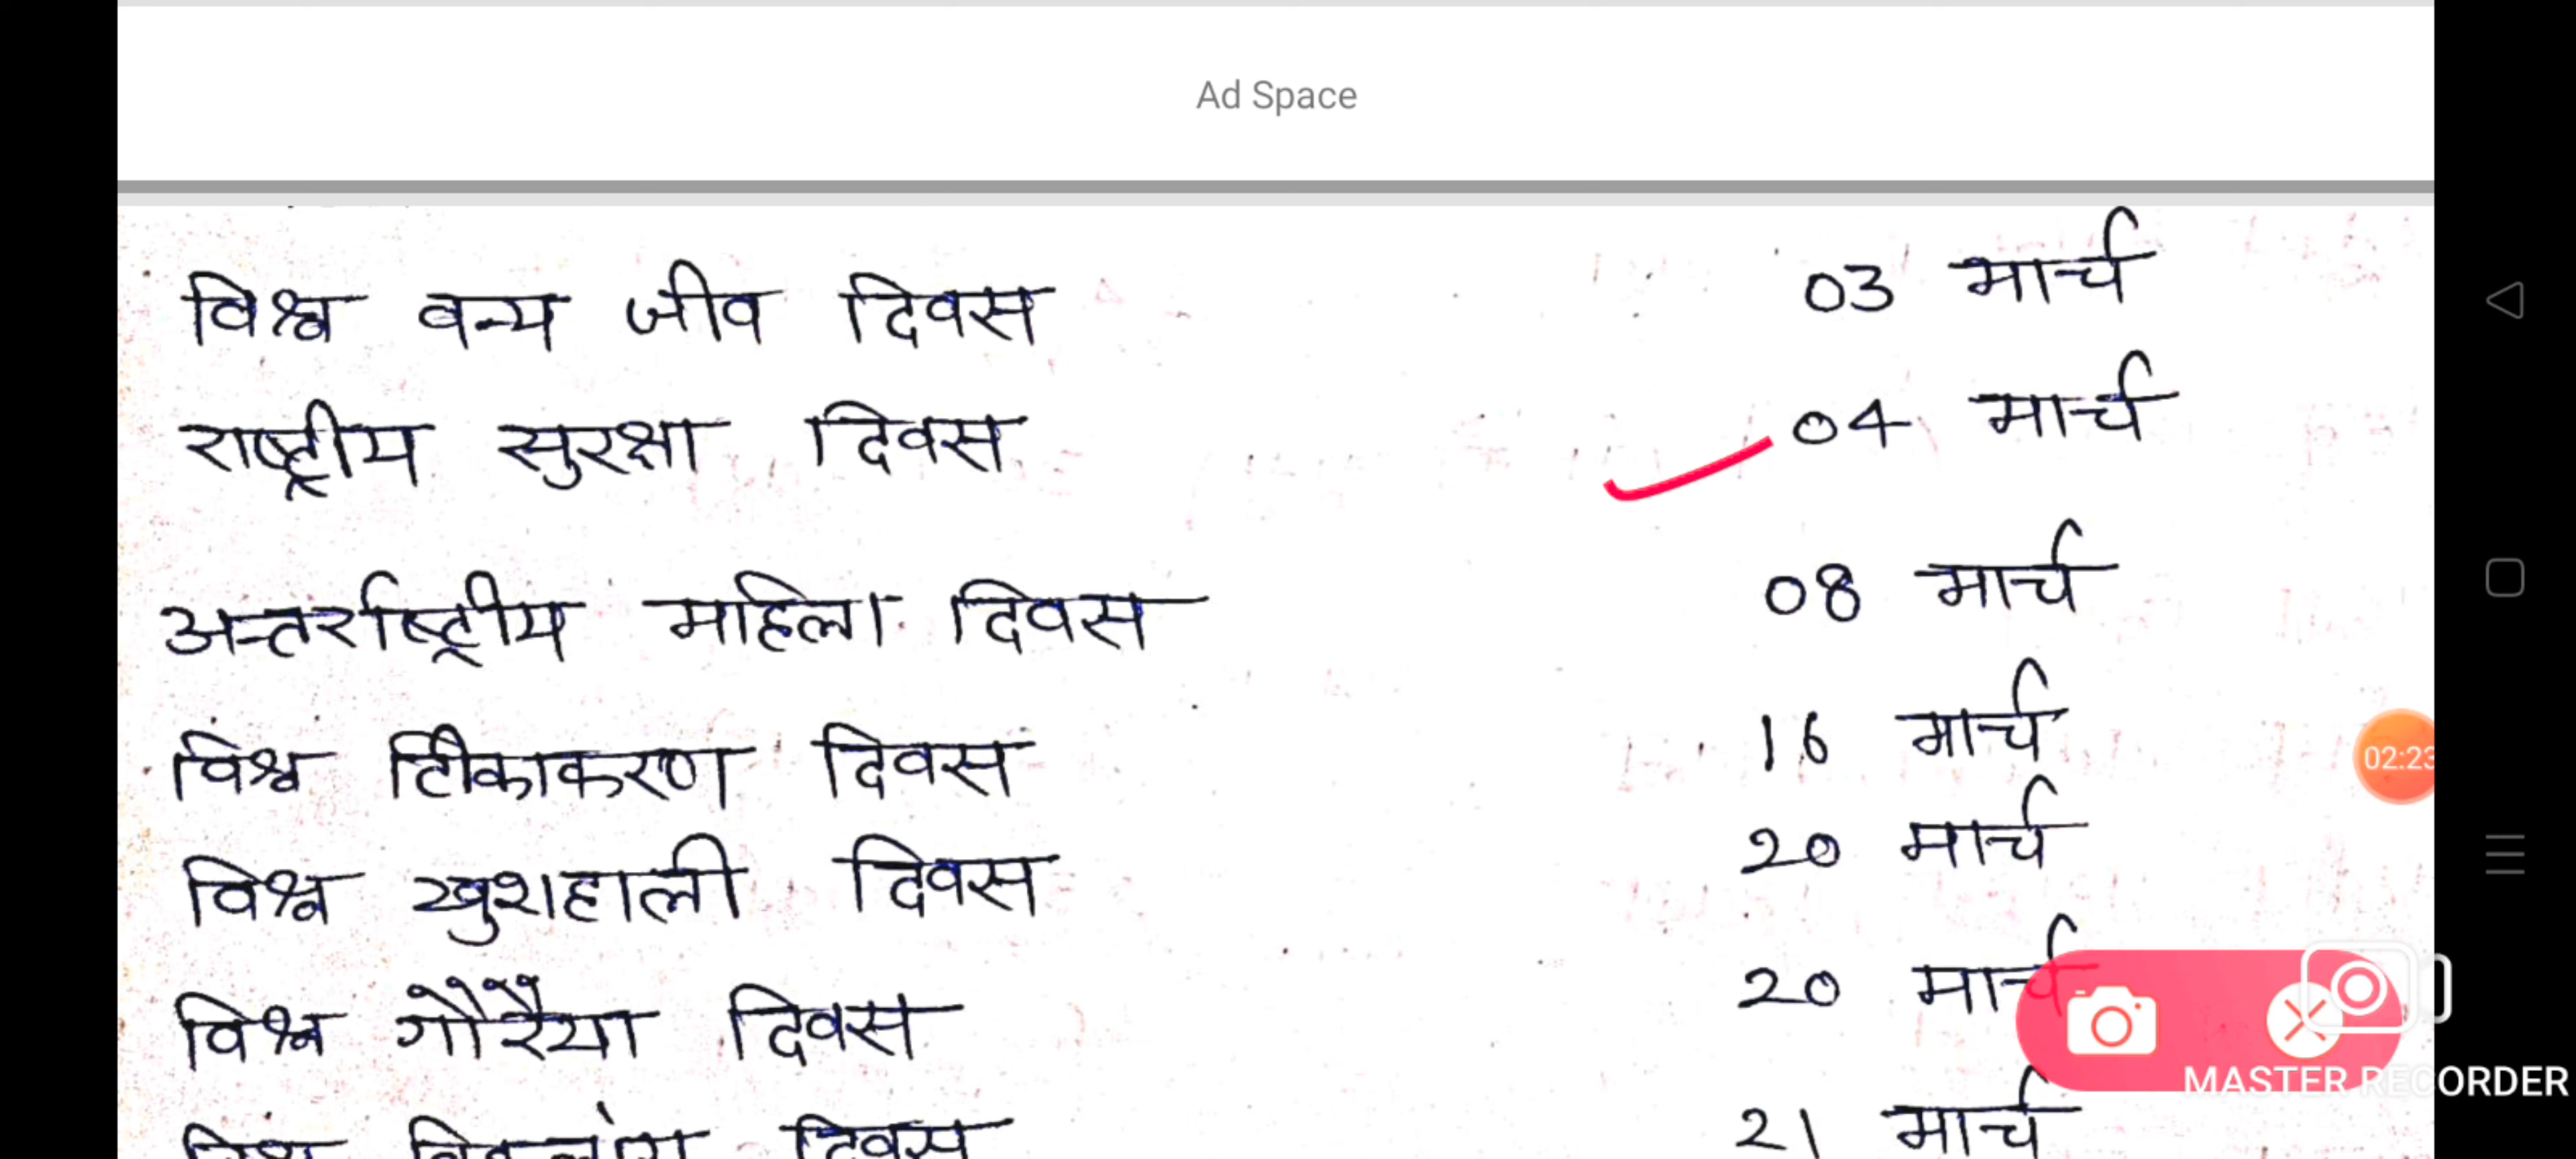 Ad Space
विश्व वन्य जीव दिवस 03 मार्च
राष्ट्रीय सुरक्षा दिवस 04 मार्च
अन्तर्राष्ट्रीय महिला दिवस 08 मार्च
विश्व टीकाकरण दिवस 16 मार्च
विश्व खुशहाली दिवस 20 मार्च
विश्व गौरैया दिवस 20 मार्च
02:23
MASTER RECORDER
विश्व दिवस 21 मार्च